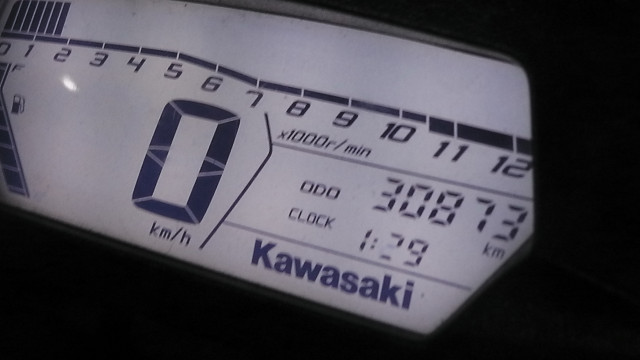 0 1 2 3 4 5 6 7 8 9 10 11 12
x1000r/min
F
0
km/h
ODO 30873 km
CLOCK 1:29
Kawasaki